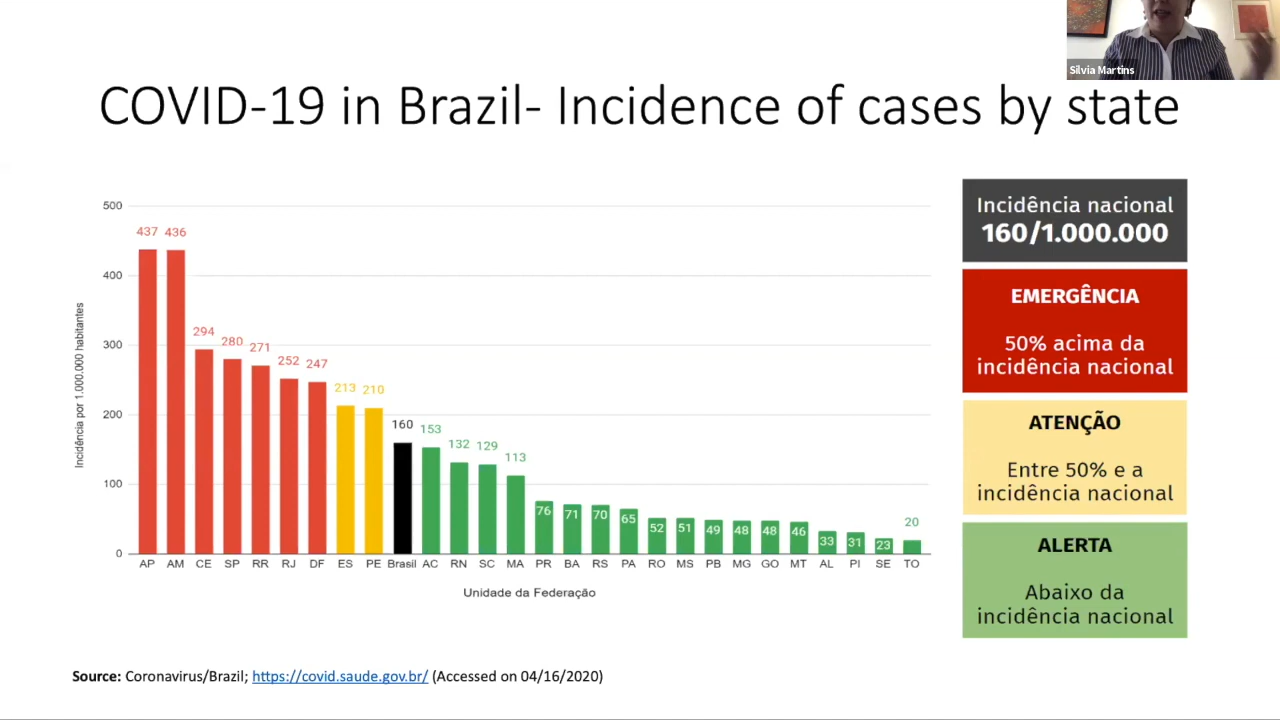 Silvia Martins
COVID-19 in Brazil- Incidence of cases by state
Incidência por 1.000.000 habitantes
500
400
300
200
100
0
437
436
294
280
271
252
247
213
210
160
153
132
129
113
76
71
70
65
52
51
49
48
48
46
33
31
23
20
AP AM CE SP RR RJ DF ES PE Brasil AC RN SC MA PR BA RS PA RO MS PB MG GO MT AL PI SE TO
Unidade da Federação
Incidência nacional
160/1.000.000
EMERGÊNCIA
50% acima da
incidência nacional
ATENÇÃO
Entre 50% e a
incidência nacional
ALERTA
Abaixo da
incidência nacional
Source: Coronavirus/Brazil; https://covid.saude.gov.br/ (Accessed on 04/16/2020)